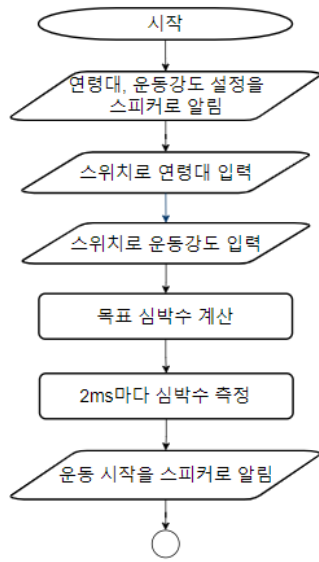 시작
연령대, 운동강도 설정을
스피커로 알림
스위치로 연령대 입력
스위치로 운동강도 입력
목표 심박수 계산
2ms마다 심박수 측정
운동 시작을 스피커로 알림